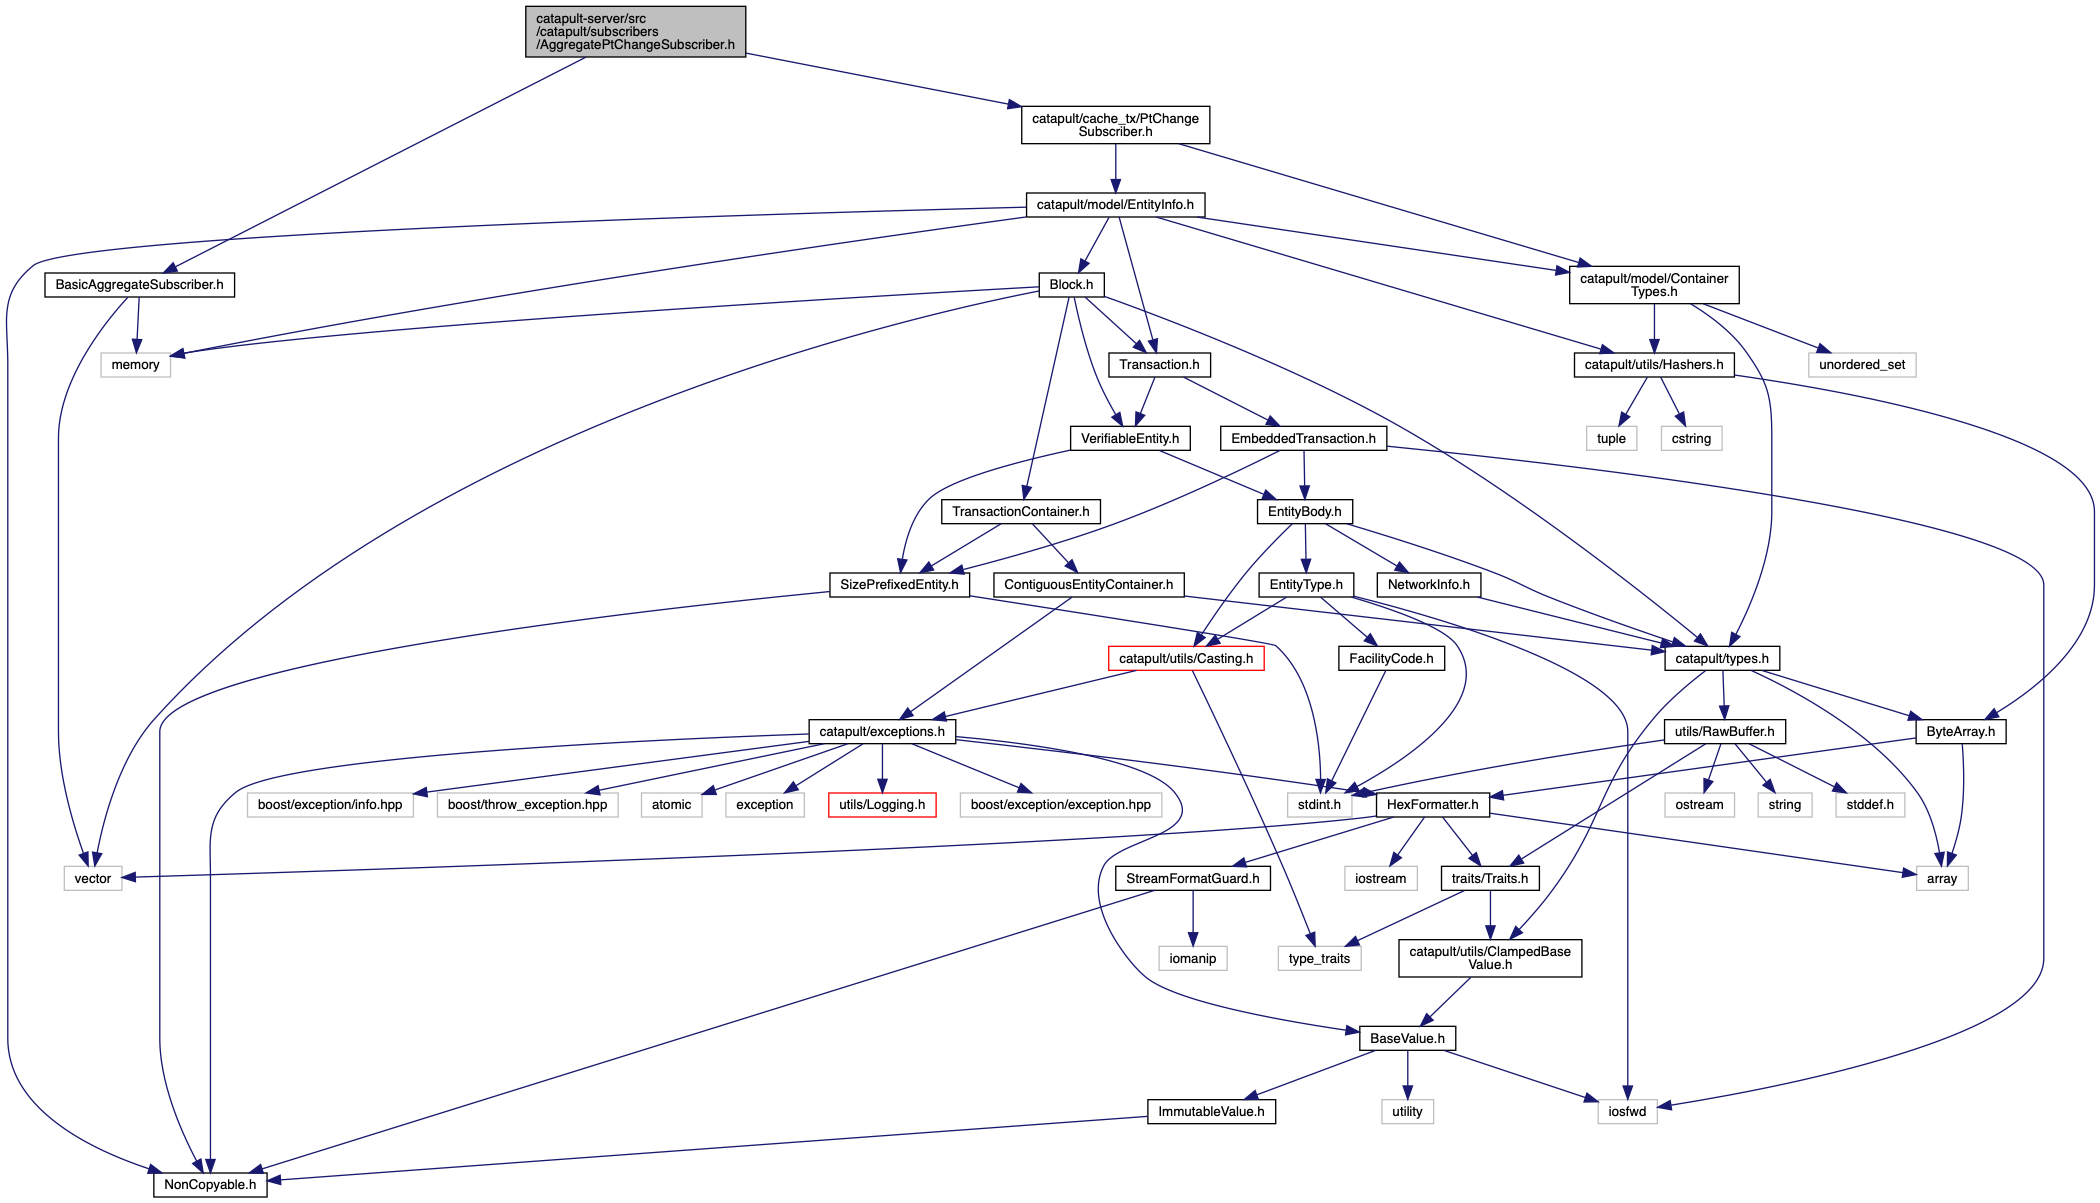 catapult-server/src
/catapult/subscribers
/AggregatePtChangeSubscriber.h
catapult/cache_tx/PtChange
Subscriber.h
catapult/model/EntityInfo.h
BasicAggregateSubscriber.h
Block.h
catapult/model/Container
Types.h
memory
Transaction.h
catapult/utils/Hashers.h
unordered_set
VerifiableEntity.h
EmbeddedTransaction.h
tuple
cstring
TransactionContainer.h
EntityBody.h
SizePrefixedEntity.h
ContiguousEntityContainer.h
EntityType.h
NetworkInfo.h
catapult/utils/Casting.h
FacilityCode.h
catapult/types.h
catapult/exceptions.h
utils/RawBuffer.h
ByteArray.h
boost/exception/info.hpp
boost/throw_exception.hpp
atomic
exception
utils/Logging.h
boost/exception/exception.hpp
stdint.h
HexFormatter.h
ostream
string
stddef.h
vector
StreamFormatGuard.h
iostream
traits/Traits.h
array
iomanip
type_traits
catapult/utils/ClampedBase
Value.h
BaseValue.h
ImmutableValue.h
utility
iosfwd
NonCopyable.h